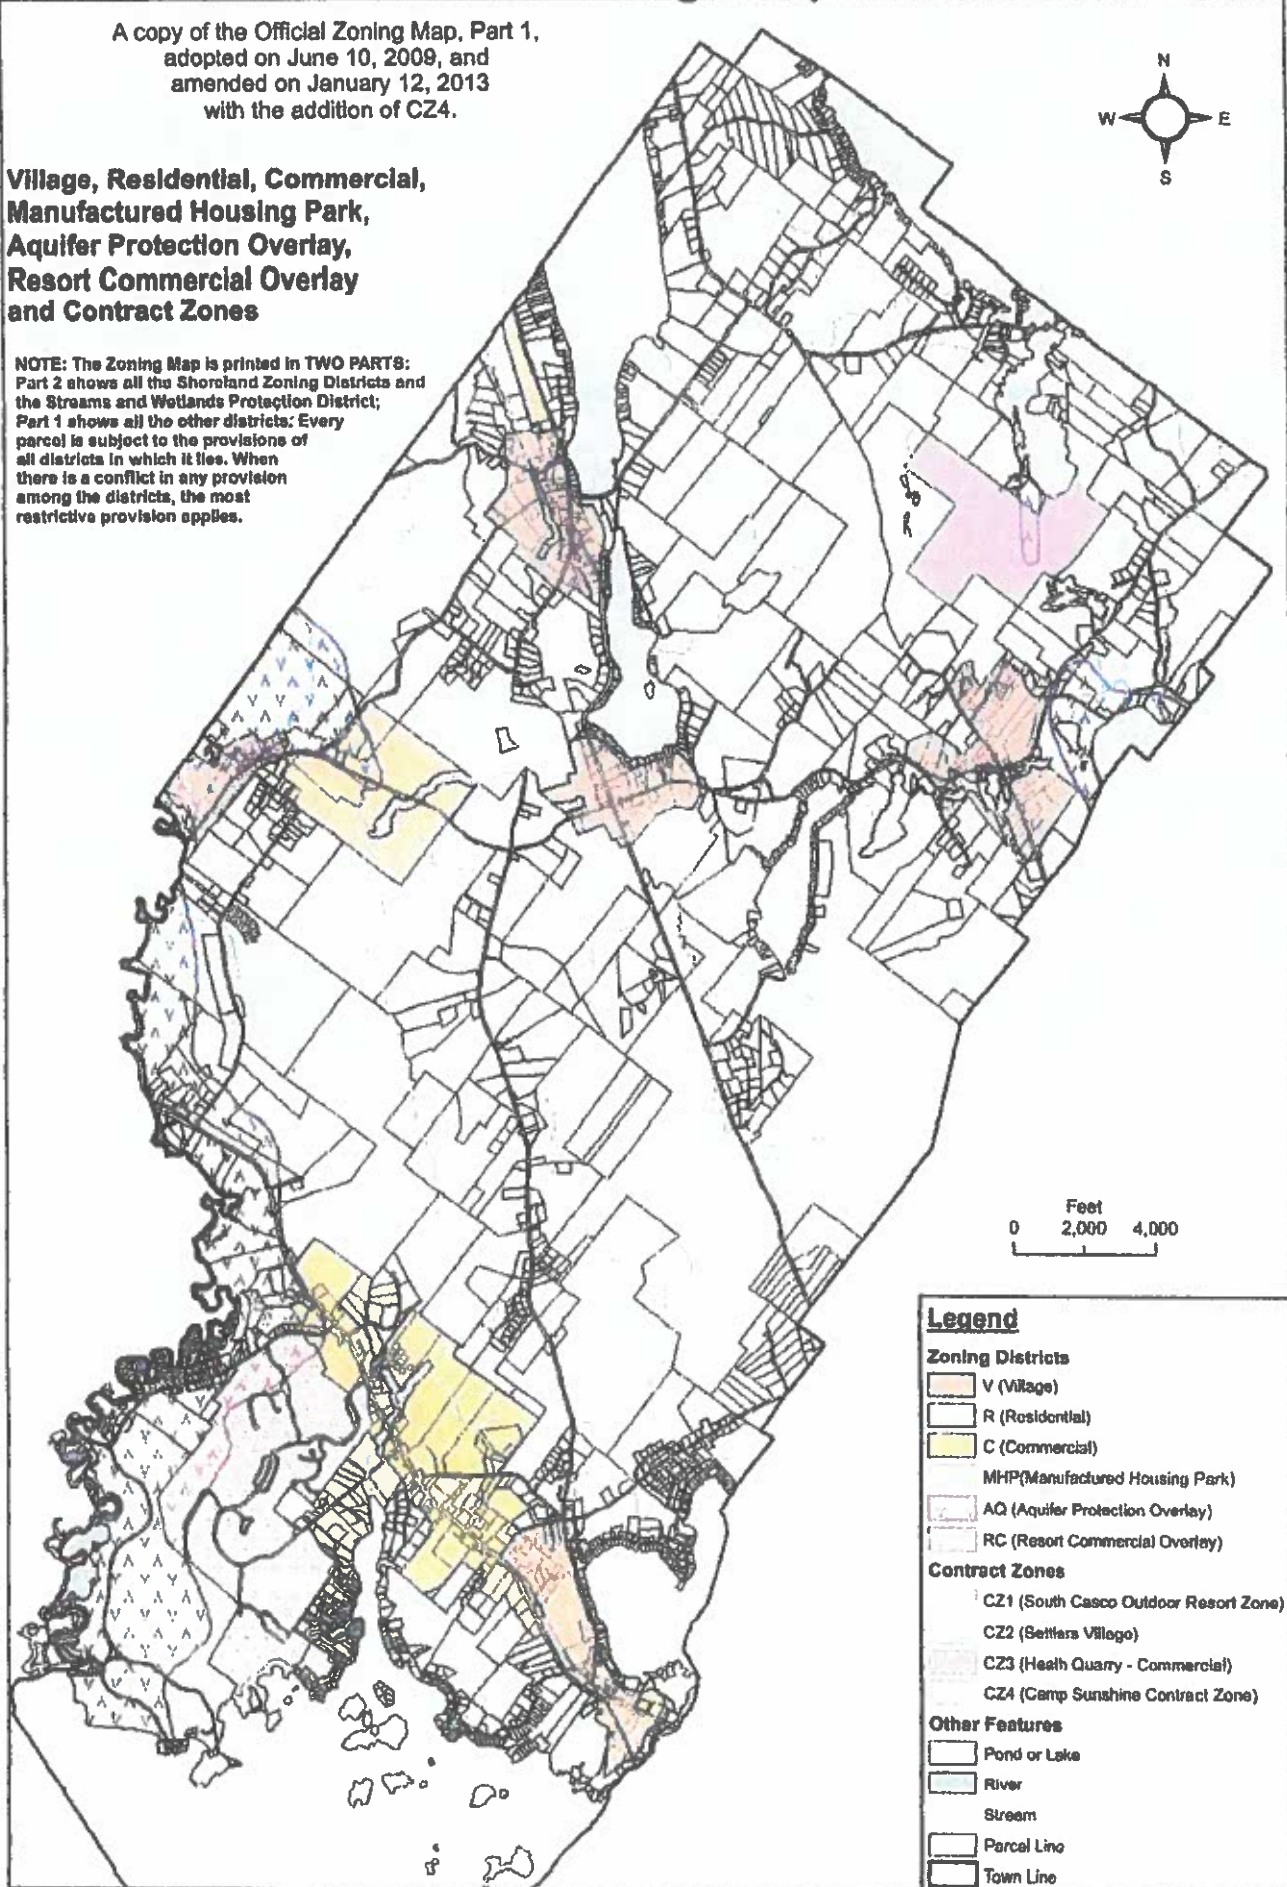 A copy of the Official Zoning Map, Part 1,
adopted on June 10, 2009, and
amended on January 12, 2013
with the addition of CZ4.
N
W
E
S
Village, Residential, Commercial,
Manufactured Housing Park,
Aquifer Protection Overlay,
Resort Commercial Overlay
and Contract Zones
NOTE: The Zoning Map is printed in TWO PARTS:
Part 2 shows all the Shoreland Zoning Districts and
the Streams and Wetlands Protection District;
Part 1 shows all the other districts: Every
parcel is subject to the provisions of
all districts in which it lies. When
there is a conflict in any provision
among the districts, the most
restrictive provision applies.
Feet
0 2,000 4,000
Legend
Zoning Districts
V (Village)
R (Residential)
C (Commercial)
MHP(Manufactured Housing Park)
AQ (Aquifer Protection Overlay)
RC (Resort Commercial Overlay)
Contract Zones
CZ1 (South Casco Outdoor Resort Zone)
CZ2 (Settlers Village)
CZ3 (Heath Quarry - Commercial)
CZ4 (Camp Sunshine Contract Zone)
Other Features
Pond or Lake
River
Stream
Parcel Line
Town Line